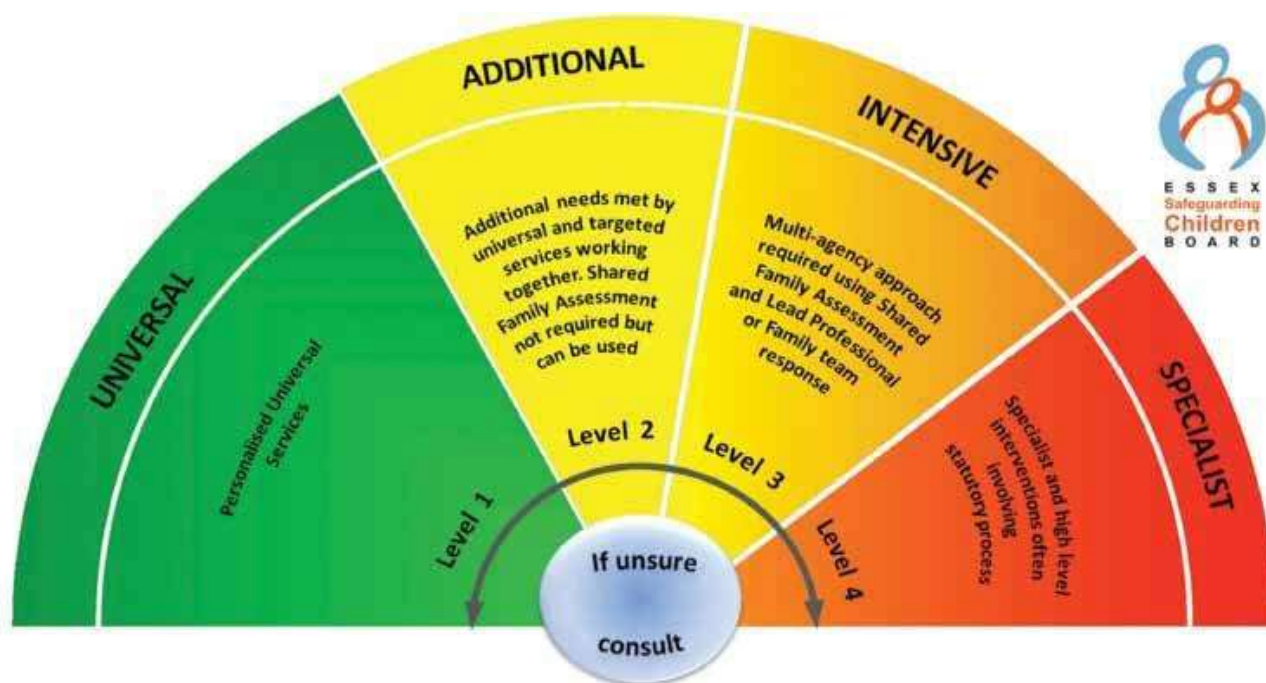 UNIVERSAL
Personalised Universal
Services
Level 1
ADDITIONAL
Additional needs met by
universal and targeted
services working
together. Shared
Family Assessment
not required but
can be used
Level 2
INTENSIVE
Multi-agency approach
required using Shared
Family Assessment
and Lead Professional
or Family team
response
Level 3
SPECIALIST
Specialist and high level
interventions often
involving
statutory process
Level 4
If unsure
consult
ESSEX
Safeguarding
Children
BOARD